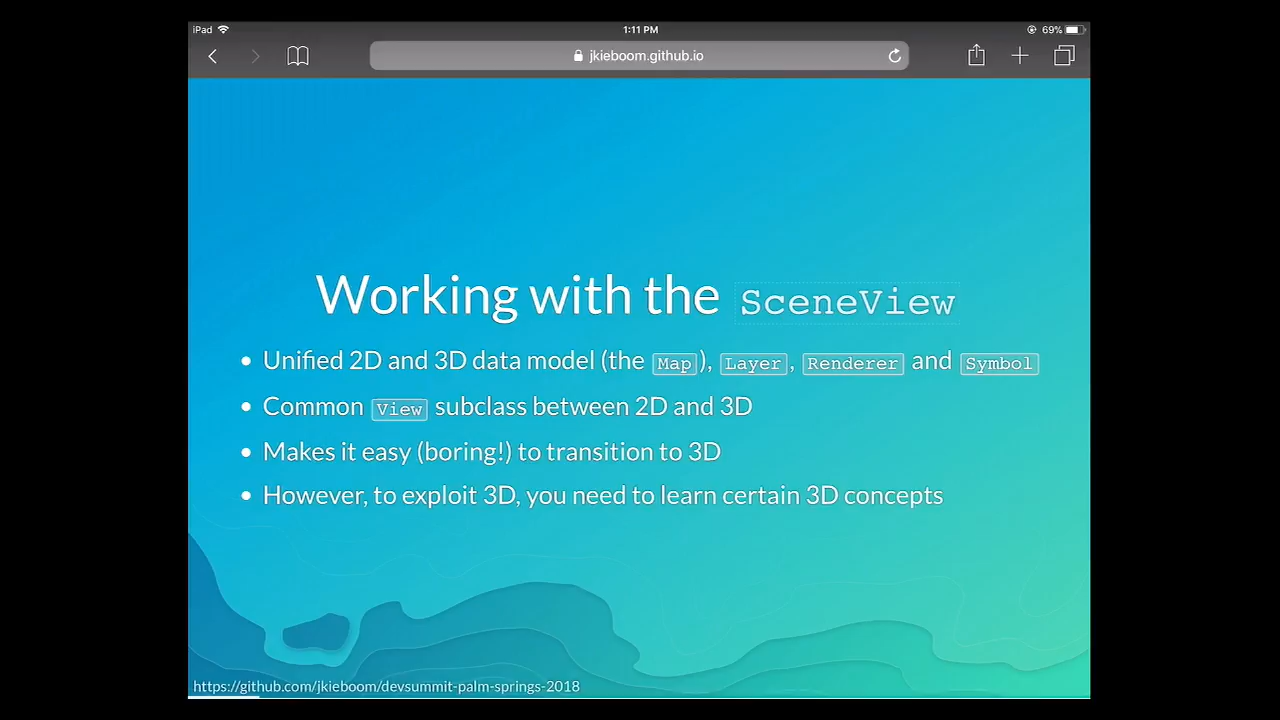 iPad 1:11 PM 69%
jkieboom.github.io
Working with the SceneView
Unified 2D and 3D data model (the Map), Layer, Renderer and Symbol
Common View subclass between 2D and 3D
Makes it easy (boring!) to transition to 3D
However, to exploit 3D, you need to learn certain 3D concepts
https://github.com/jkieboom/devsummit-palm-springs-2018